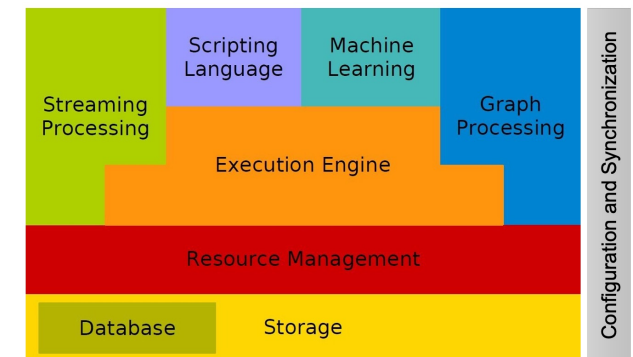 Scripting
Language
Machine
Learning
Streaming
Processing
Graph
Processing
Execution Engine
Resource Management
Database
Storage
Configuration and Synchronization